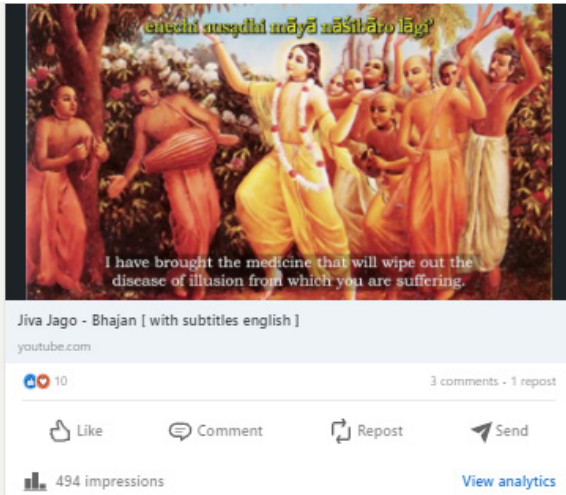 enechi auṣadhi māyā nāśibāro lāgi'
I have brought the medicine that will wipe out the
disease of illusion from which you are suffering.
Jiva Jago - Bhajan [ with subtitles english ]
youtube.com
10
3 comments - 1 repost
Like
Comment
Repost
Send
494 impressions
View analytics